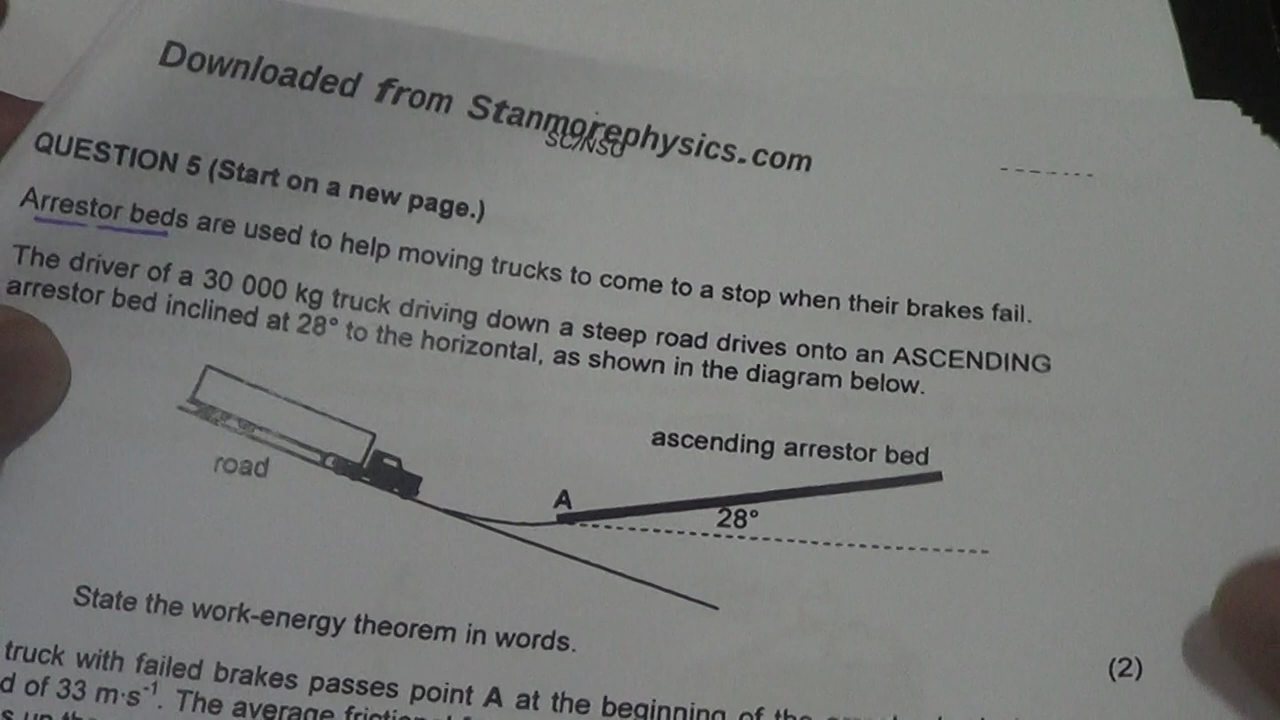 Downloaded from Stanmorephysics.com
SC/NSC
QUESTION 5 (Start on a new page.)
Arrestor beds are used to help moving trucks to come to a stop when their brakes fail.
The driver of a 30 000 kg truck driving down a steep road drives onto an ASCENDING
arrestor bed inclined at 28° to the horizontal, as shown in the diagram below.
ascending arrestor bed
road
A
28°
State the work-energy theorem in words.
(2)
truck with failed brakes passes point A at the beginning of the
d of 33 m·s⁻¹. The average